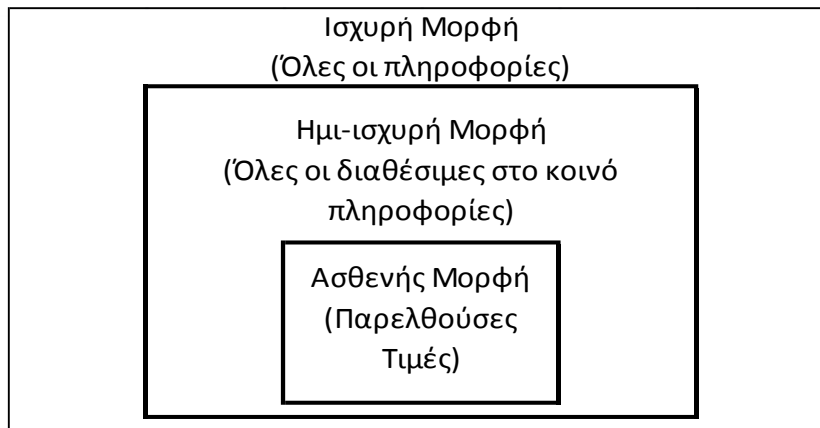 Ισχυρή Μορφή
(Όλες οι πληροφορίες)
Ημι-ισχυρή Μορφή
(Όλες οι διαθέσιμες στο κοινό
πληροφορίες)
Ασθενής Μορφή
(Παρελθούσες
Τιμές)